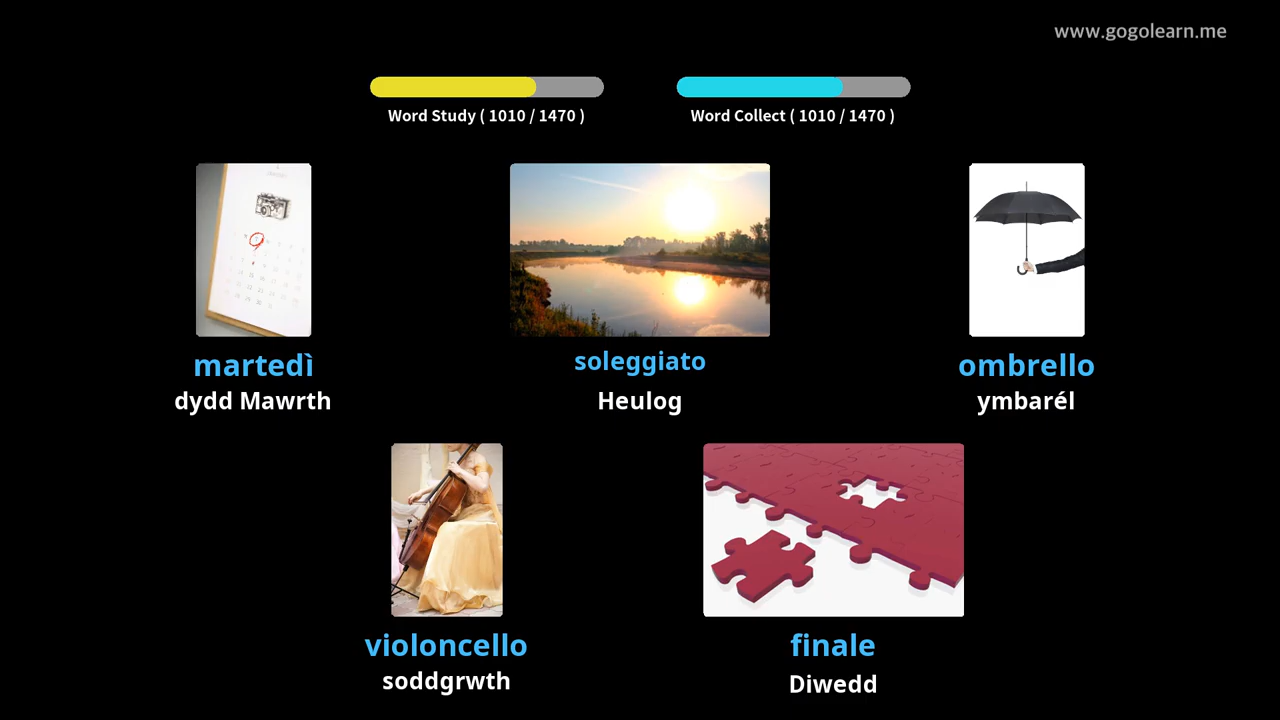 www.gogolearn.me
Word Study ( 1010 / 1470 )
Word Collect ( 1010 / 1470 )
martedì
dydd Mawrth
soleggiato
Heulog
ombrello
ymbarél
violoncello
soddgrwth
finale
Diwedd